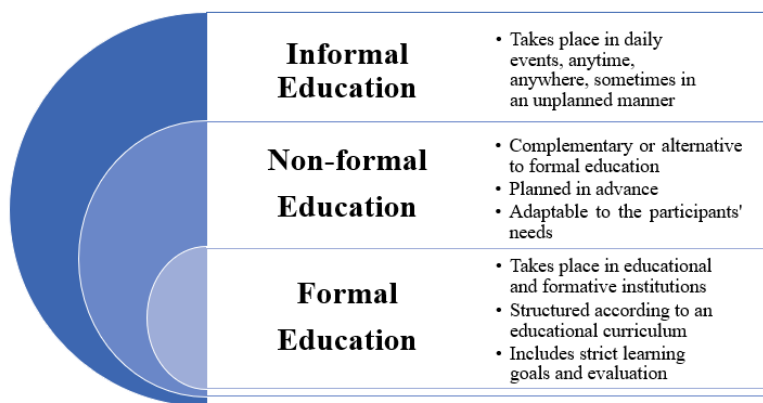 Informal
Education
• Takes place in daily
events, anytime,
anywhere, sometimes in
an unplanned manner
Non-formal
Education
• Complementary or alternative
to formal education
• Planned in advance
• Adaptable to the participants'
needs
Formal
Education
• Takes place in educational
and formative institutions
• Structured according to an
educational curriculum
• Includes strict learning
goals and evaluation